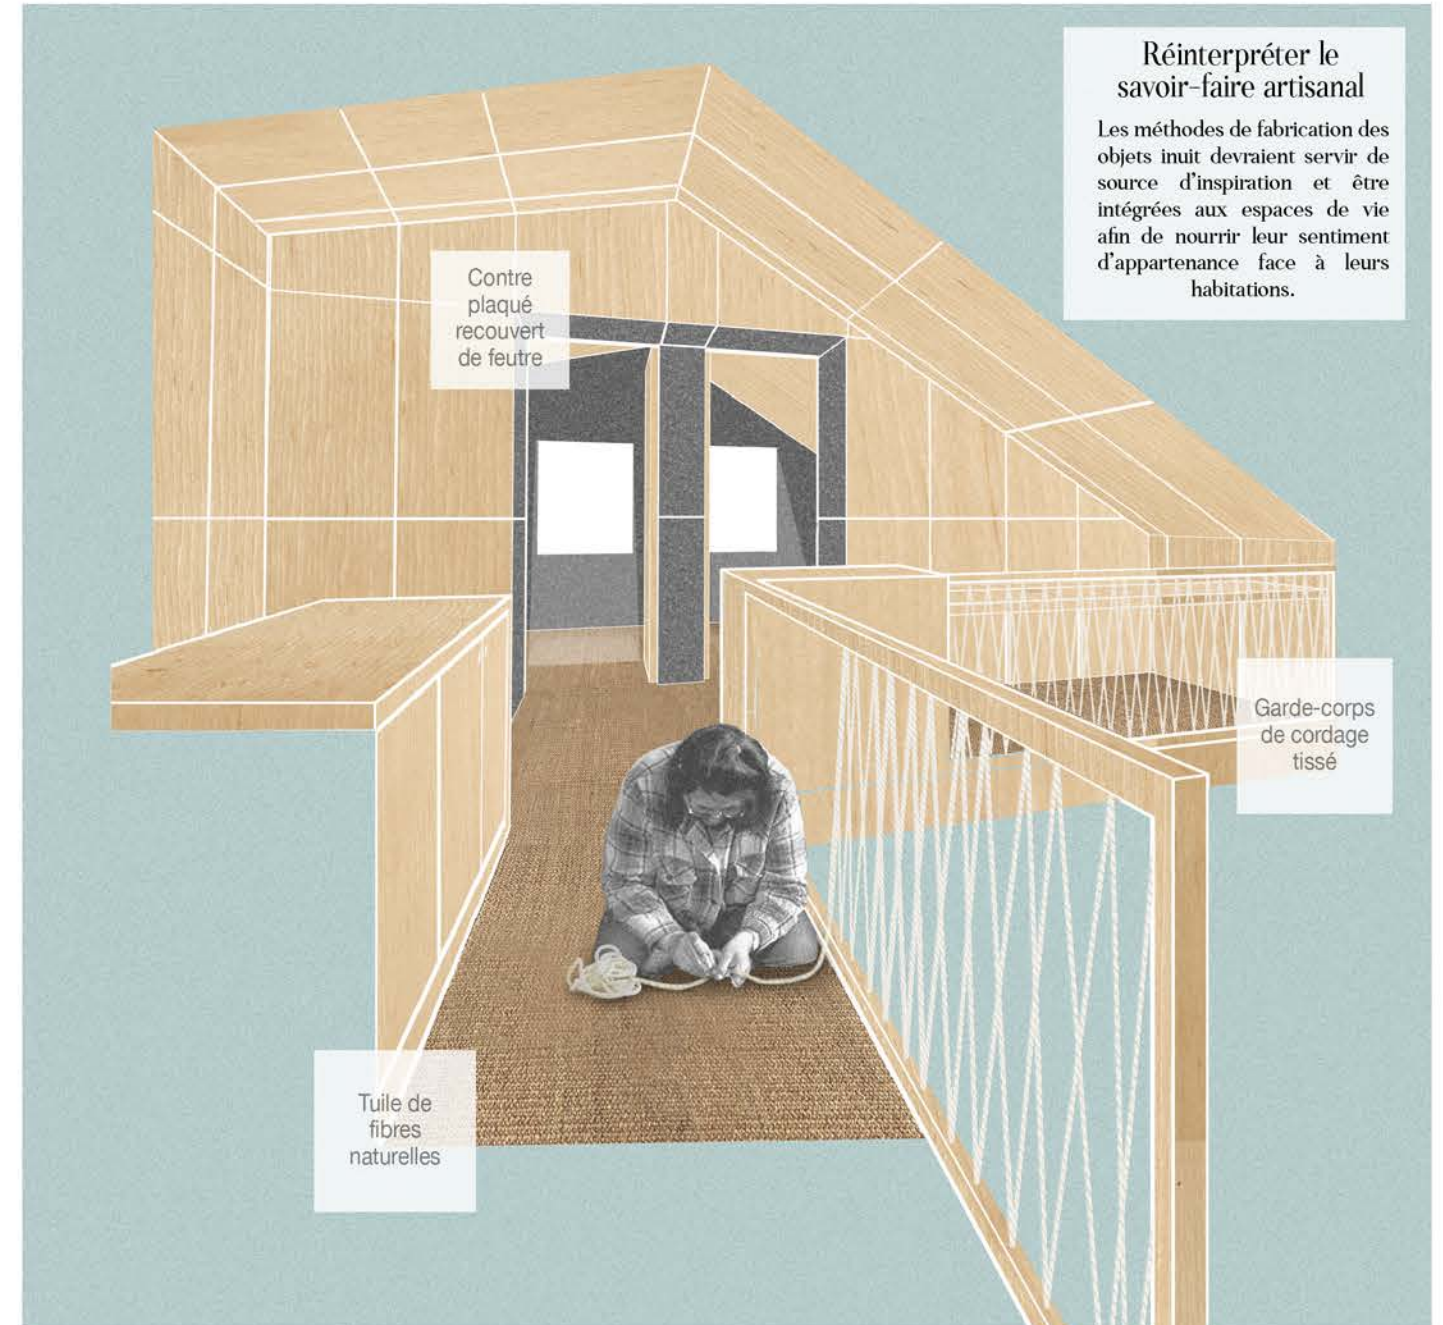 Réinterpréter le
savoir-faire artisanal
Les méthodes de fabrication des
objets inuit devraient servir de
source d'inspiration et être
intégrées aux espaces de vie
afin de nourrir leur sentiment
d'appartenance face à leurs
habitations.
Contre
plaqué
recouvert
de feutre
Garde-corps
de cordage
tissé
Tuile de
fibres
naturelles